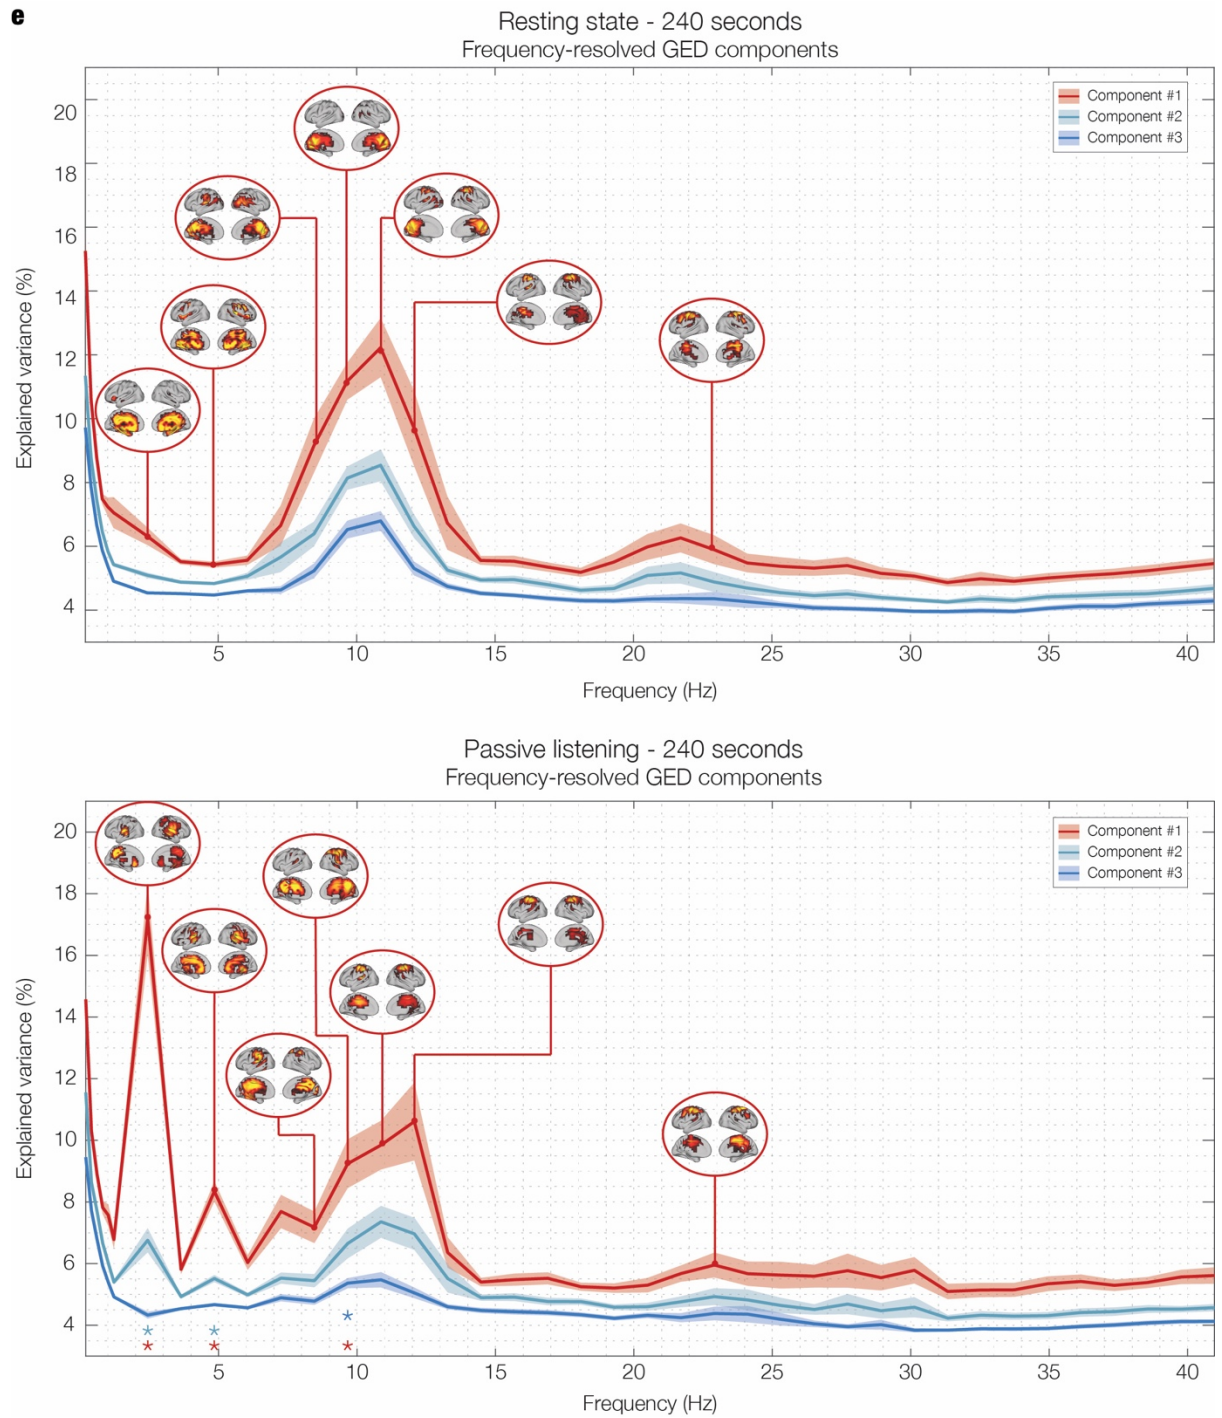 e
Resting state - 240 seconds
Frequency-resolved GED components
Component #1
Component #2
Component #3
Explained variance (%)
20
18
16
14
12
10
8
6
4
5 10 15 20 25 30 35 40
Frequency (Hz)
Passive listening - 240 seconds
Frequency-resolved GED components
Component #1
Component #2
Component #3
Explained variance (%)
20
18
16
14
12
10
8
6
4
* *
* * *
5 10 15 20 25 30 35 40
Frequency (Hz)